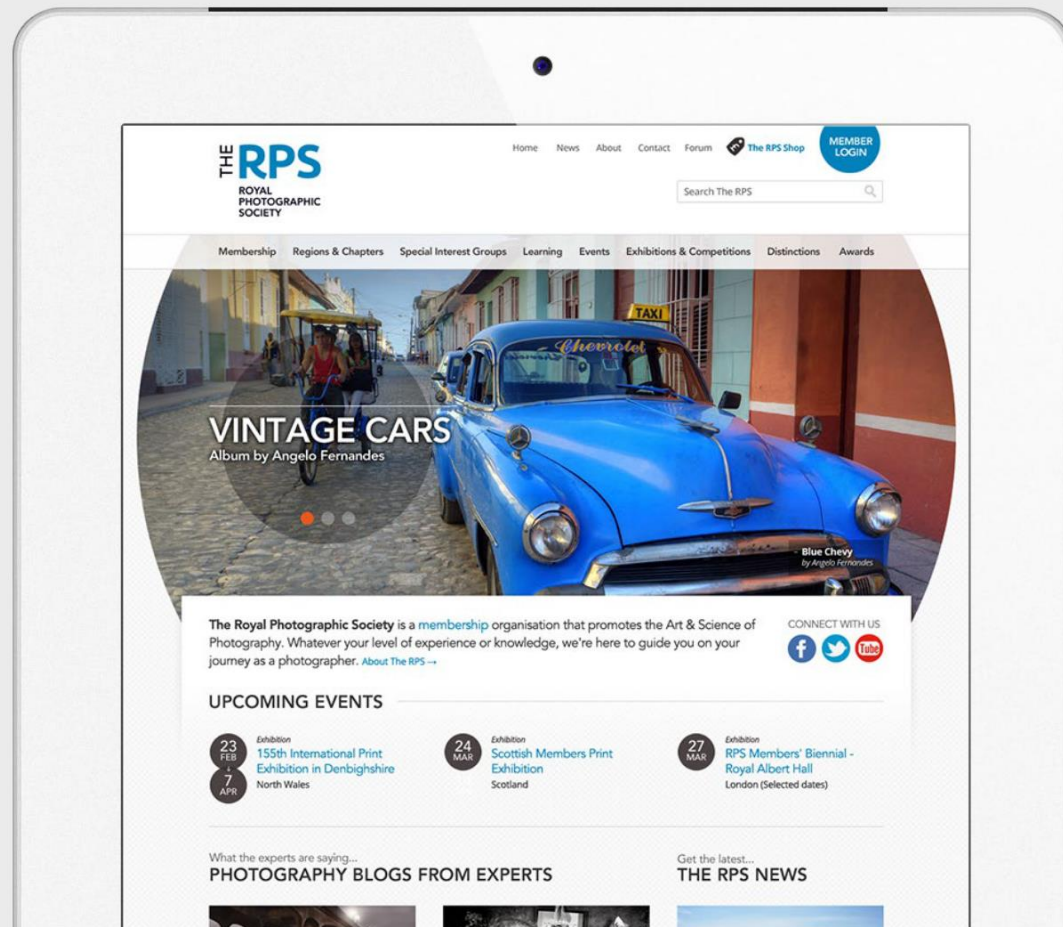 THE RPS
ROYAL
PHOTOGRAPHIC
SOCIETY
Home News About Contact Forum £ The RPS Shop
MEMBER
LOGIN
Search The RPS
Membership Regions & Chapters Special Interest Groups Learning Events Exhibitions & Competitions Distinctions Awards
TAXI
Chevrolet
VINTAGE CARS
Album by Angelo Fernandes
Blue Chevy
by Angelo Fernandes
The Royal Photographic Society is a membership organisation that promotes the Art & Science of
Photography. Whatever your level of experience or knowledge, we're here to guide you on your
journey as a photographer. About The RPS →
CONNECT WITH US
f Tube
UPCOMING EVENTS
23
FEB
7
APR
Exhibition
155th International Print
Exhibition in Denbighshire
North Wales
24
MAR
Exhibition
Scottish Members Print
Exhibition
Scotland
27
MAR
Exhibition
RPS Members' Biennial -
Royal Albert Hall
London (Selected dates)
What the experts are saying...
PHOTOGRAPHY BLOGS FROM EXPERTS
Get the latest...
THE RPS NEWS